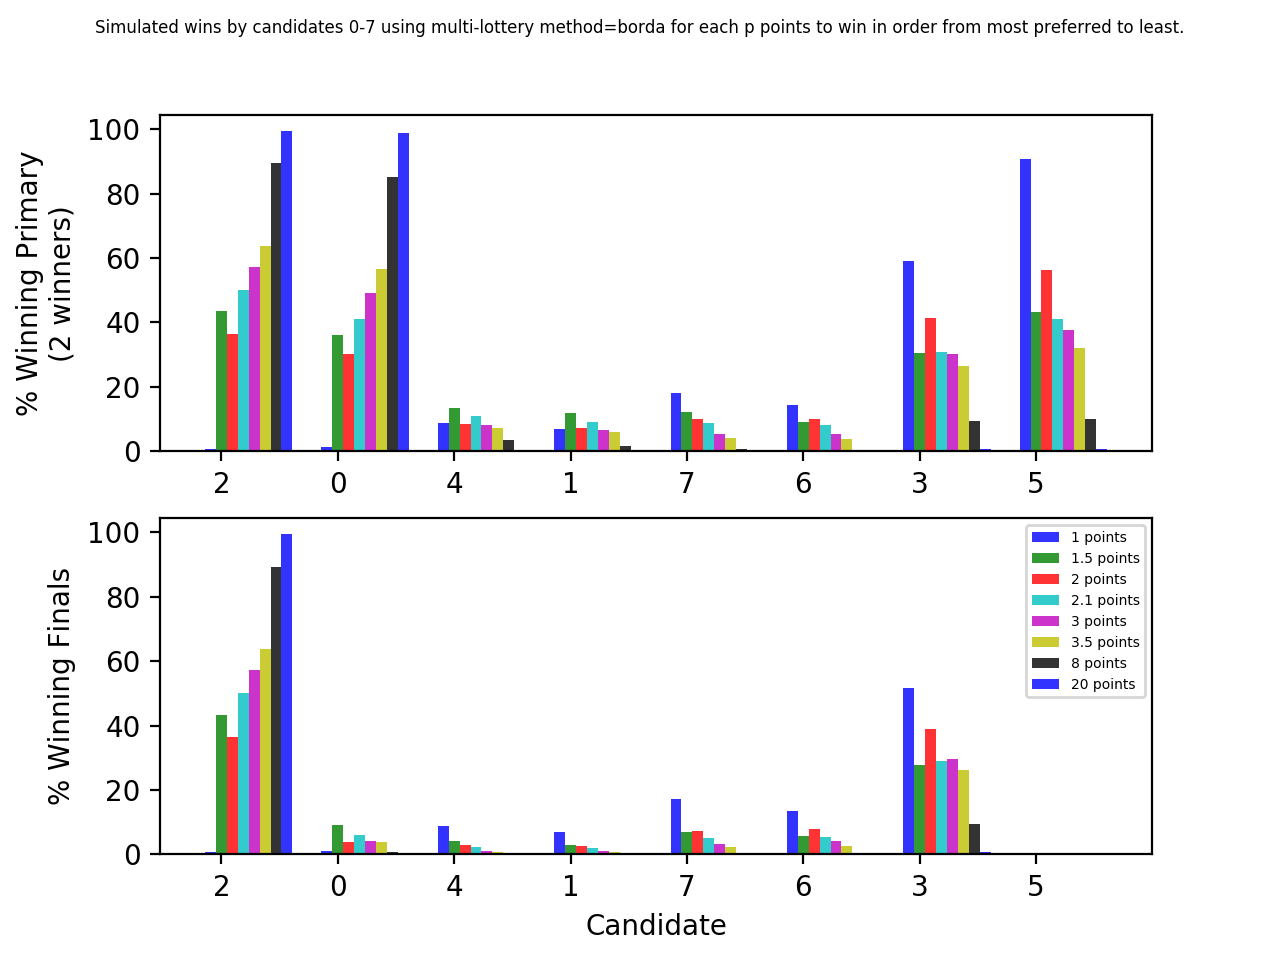 Simulated wins by candidates 0-7 using multi-lottery method=borda for each p points to win in order from most preferred to least.
% Winning Primary
(2 winners)
100
80
60
40
20
0
2 0 4 1 7 6 3 5
% Winning Finals
100
80
60
40
20
0
2 0 4 1 7 6 3 5
Candidate
1 points
1.5 points
2 points
2.1 points
3 points
3.5 points
8 points
20 points